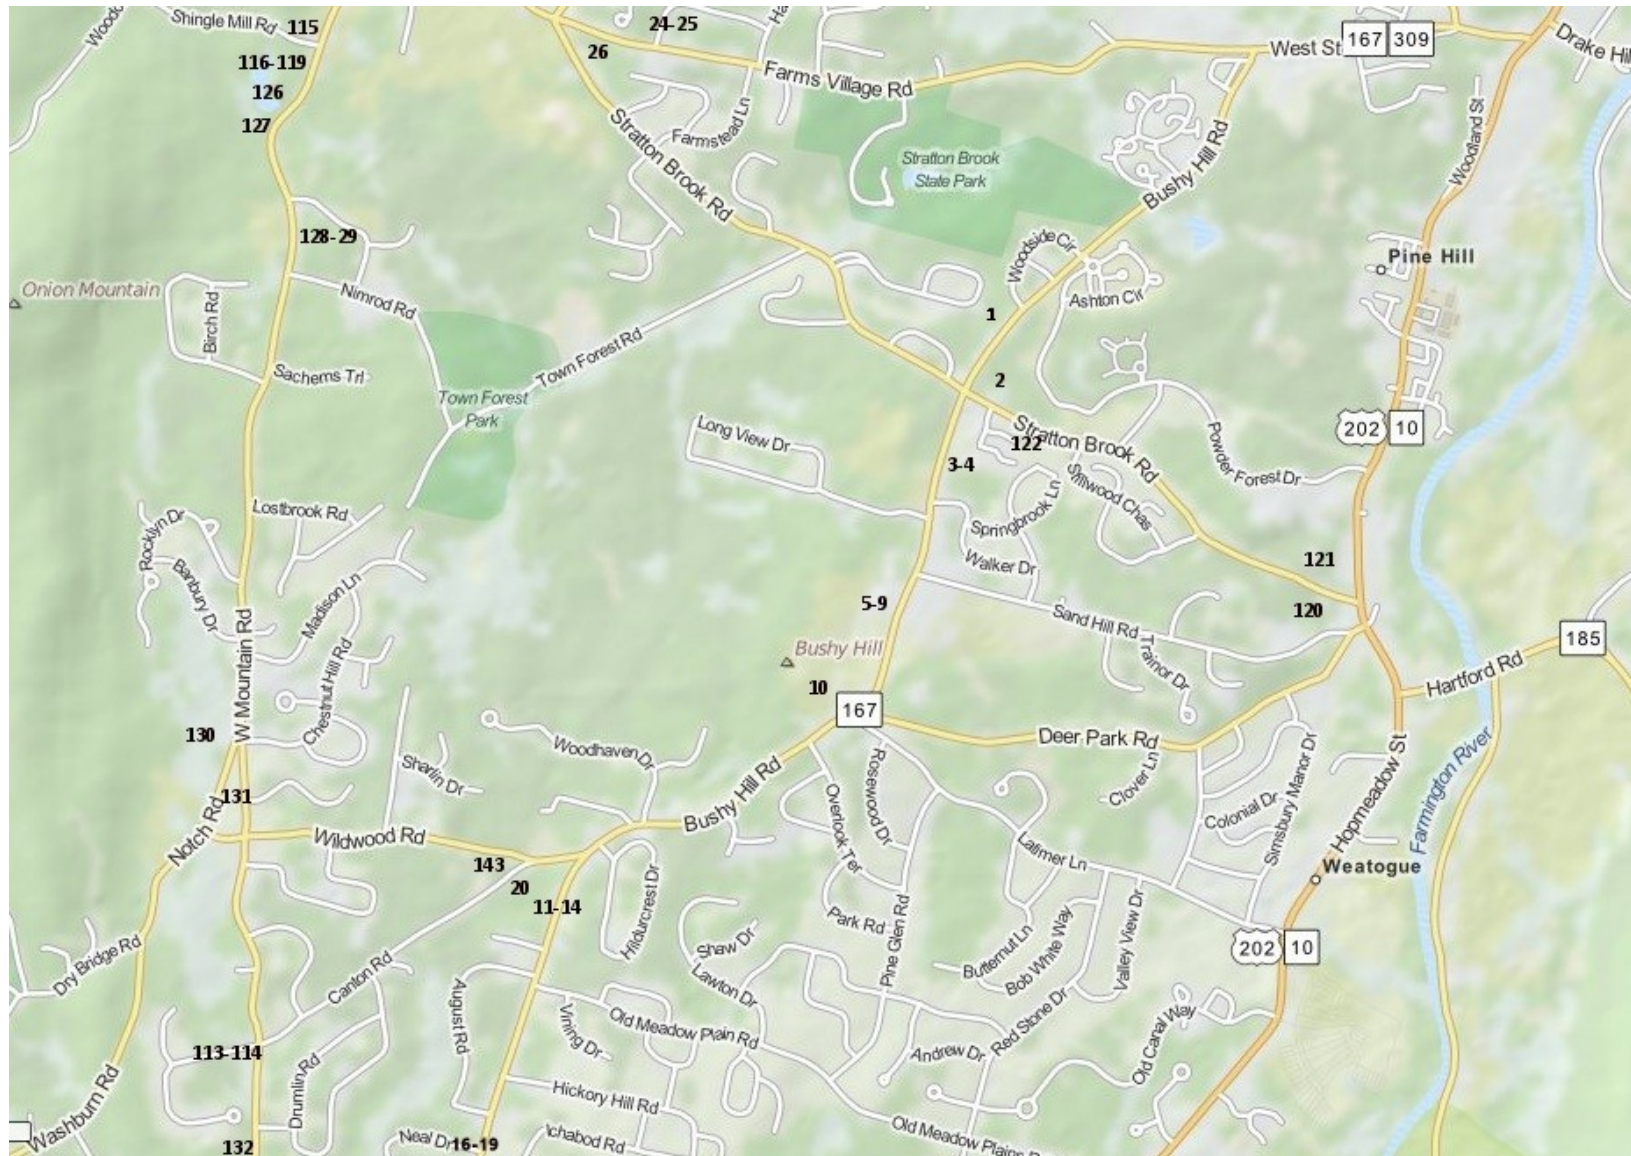 Shingle Mill Rd
115
24-25
167
309
West St
Drake Hil
26
116-119
Farms Village Rd
126
127
Stratton Brook Rd
Farmstead Ln
Woodland St
Bushy Hill Rd
Stratton Brook
State Park
128-29
Woodside Cir
Pine Hill
Onion Mountain
Nimrod Rd
Birch Rd
Ashton Cir
1
Town Forest Rd
Sachems Trl
2
Town Forest
Park
Long View Dr
Stratton Brook Rd
122
202
10
Powder Forest Dr
3-4
Stillwood Chas
Springbrook Ln
Lostbrook Rd
Rocklyn Dr
Walker Dr
121
Banbury Dr
Madison Ln
5-9
120
Sand Hill Rd
W Mountain Rd
Chestnut Hill Rd
Bushy Hill
Trainor Dr
185
Hartford Rd
10
167
130
Woodhaven Dr
Deer Park Rd
Sharlin Dr
Rosewood Dr
Clover Ln
Simsbury Manor Dr
Hopmeadow St
Farmington River
131
Bushy Hill Rd
Overlook Ter
Colonial Dr
Notch Rd
Wildwood Rd
Latimer Ln
143
Weatogue
20
11-14
Hildurcrest Dr
Park Rd
Pine Glen Rd
Shaw Dr
Butternut Ln
Bob White Way
Valley View Dr
202
10
Dry Bridge Rd
Canton Rd
Lawton Dr
August Rd
Vining Dr
Old Meadow Plain Rd
Red Stone Dr
Old Canal Way
113-114
Andrew Dr
Drumlin Rd
Hickory Hill Rd
Washburn Rd
Old Meadow Plains
132
Neal Dr
16-19
Ichabod Rd